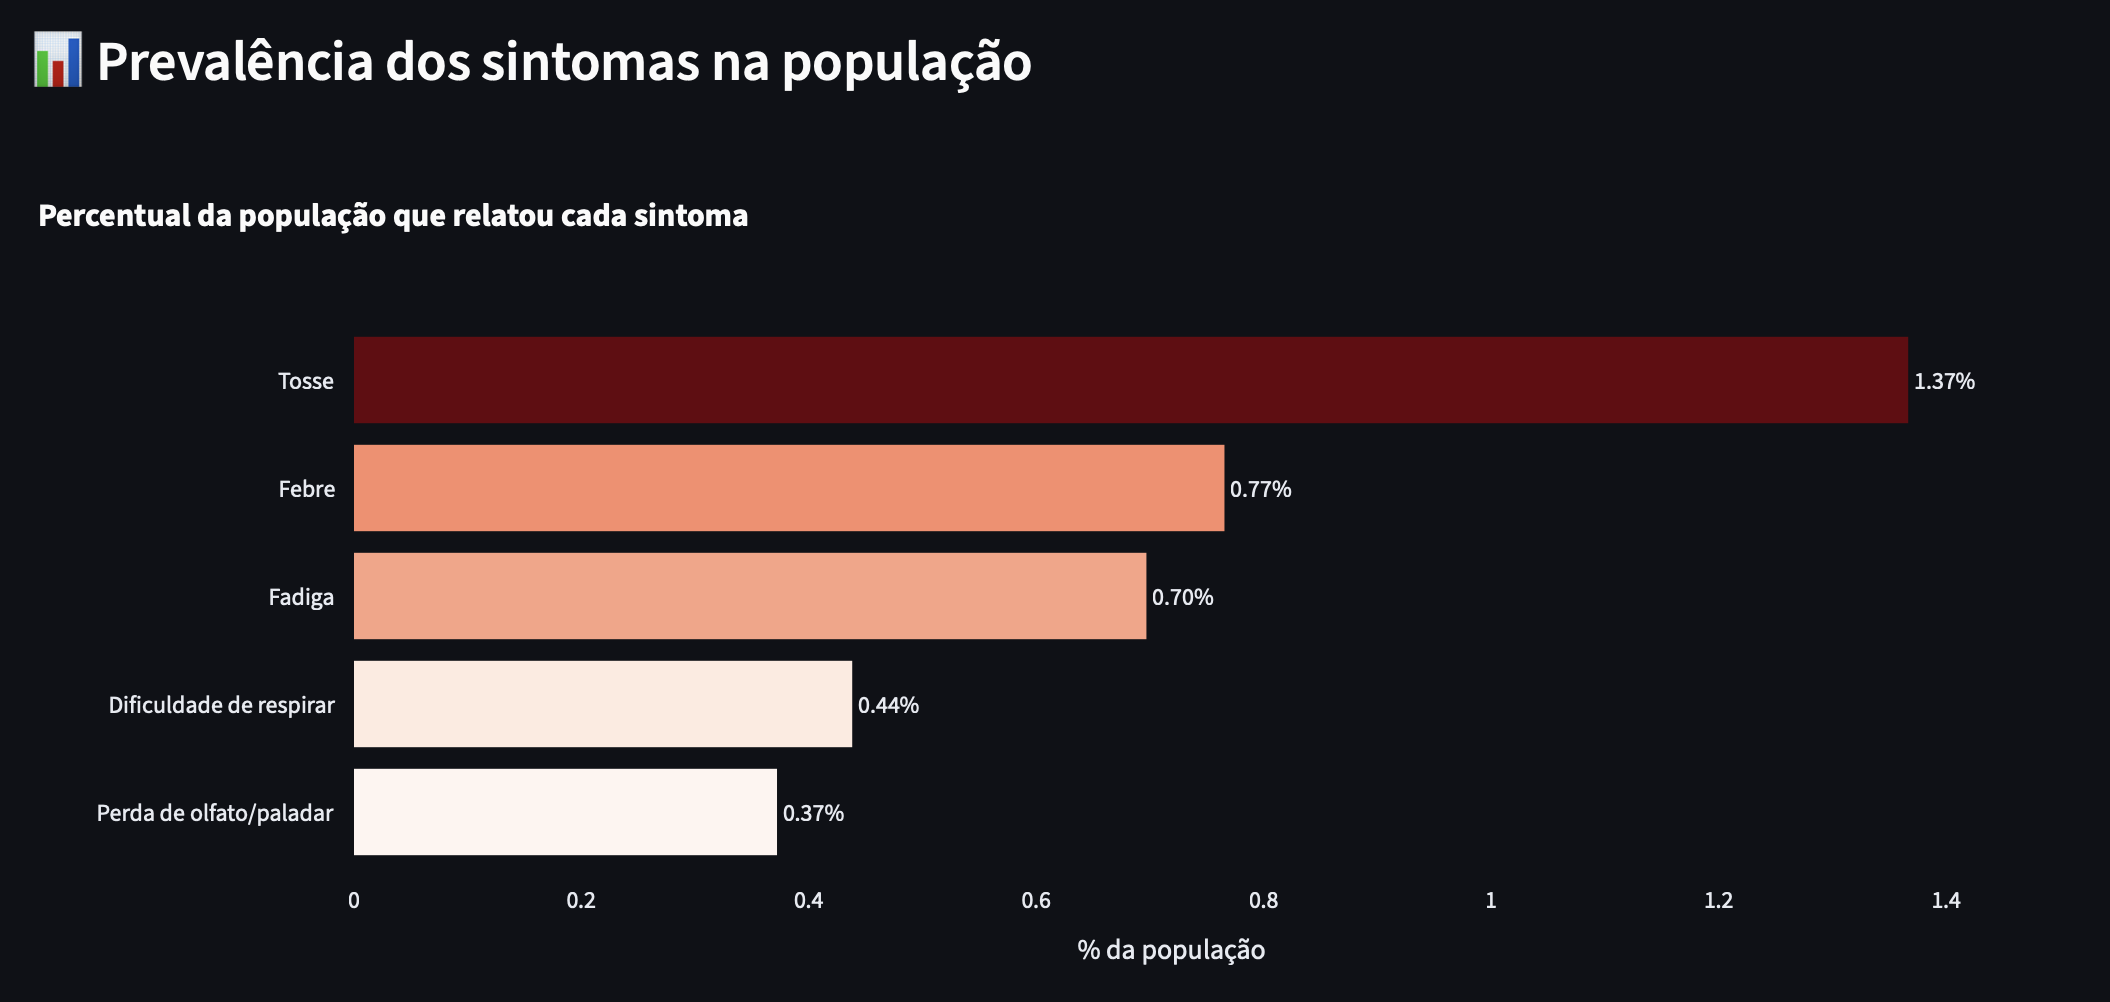 Prevalência dos sintomas na população
Percentual da população que relatou cada sintoma
Tosse 1.37%
Febre 0.77%
Fadiga 0.70%
Dificuldade de respirar 0.44%
Perda de olfato/paladar 0.37%
0 0.2 0.4 0.6 0.8 1 1.2 1.4
% da população